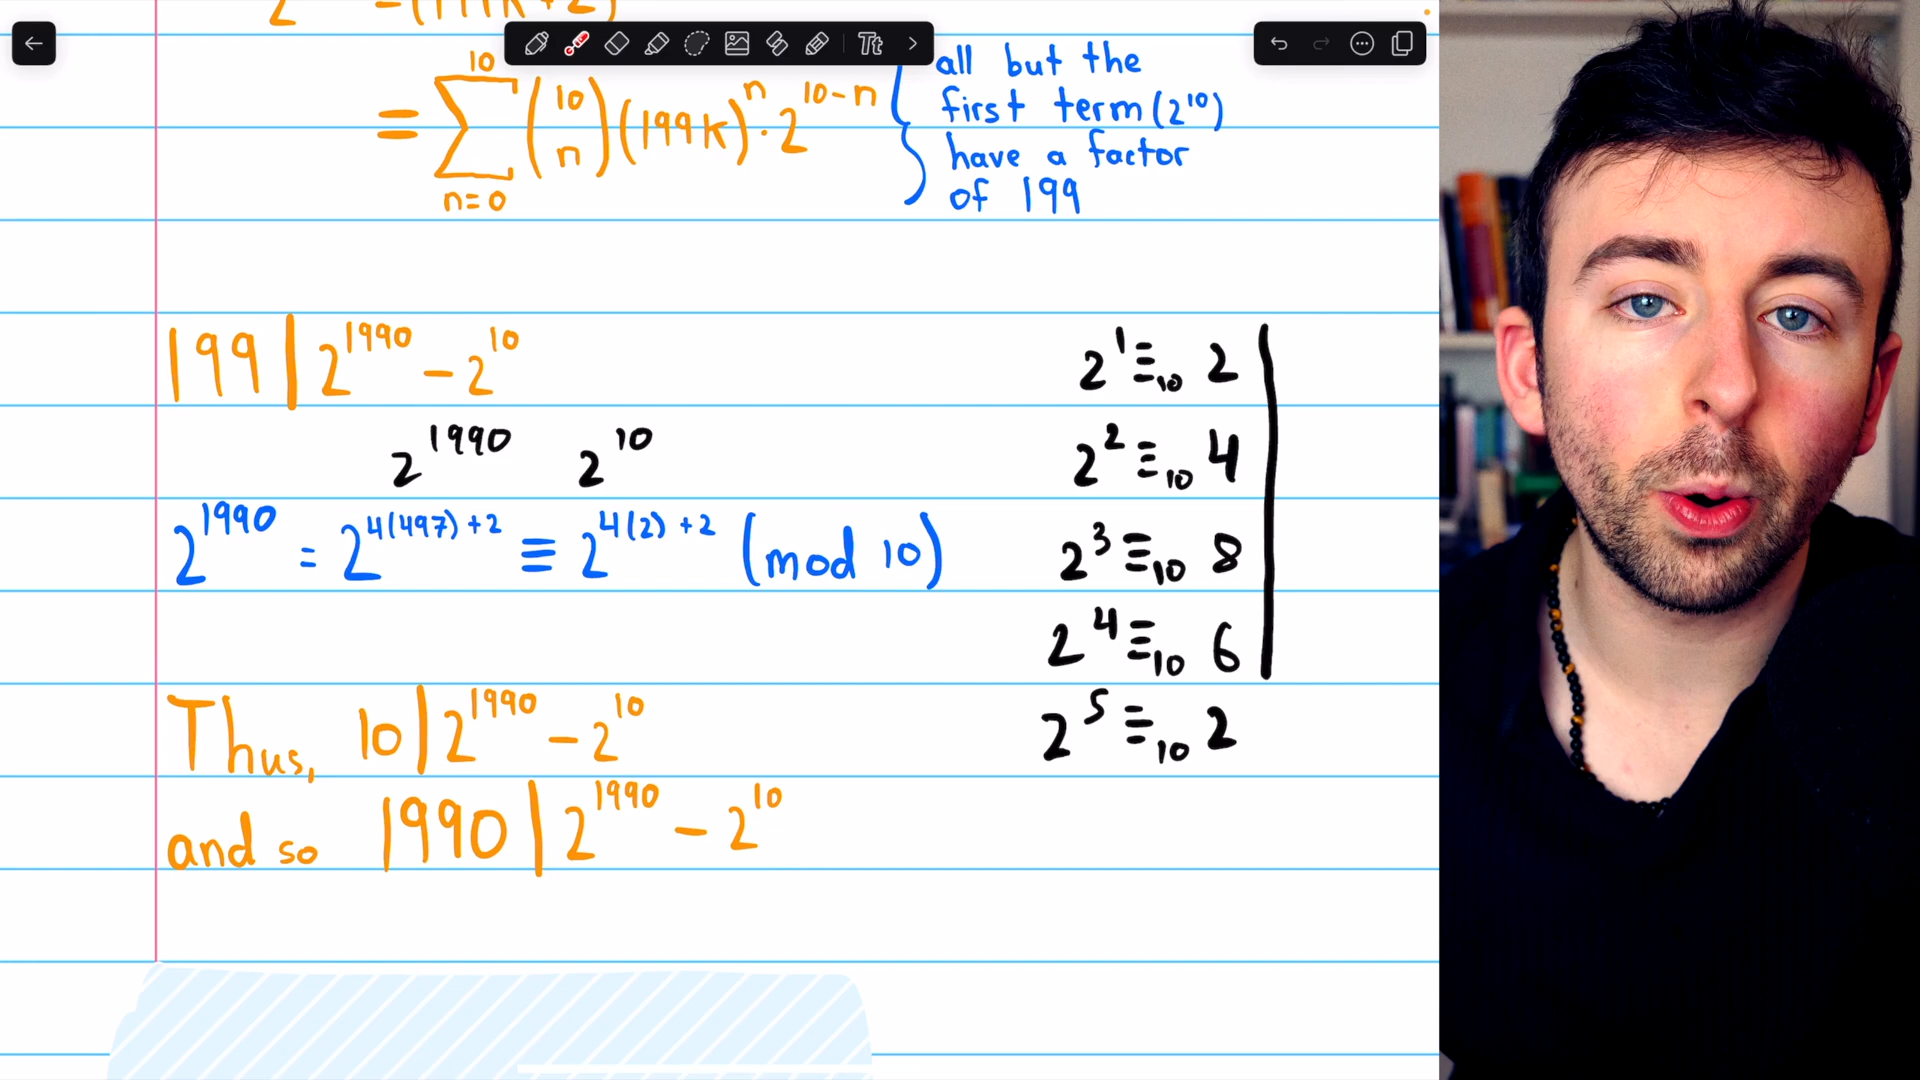 = ∑_{n=0}^{10} (10 n)(199k)^n · 2^{10-n}
all but the
first term (2^{10})
have a factor
of 199
199 | 2^{1990} - 2^{10}
2^{1990} 2^{10}
2^{1990} = 2^{4(497)+2} ≡ 2^{4(2)+2} (mod 10)
Thus, 10 | 2^{1990} - 2^{10}
and so 1990 | 2^{1990} - 2^{10}
2^1 ≡_{10} 2
2^2 ≡_{10} 4
2^3 ≡_{10} 8
2^4 ≡_{10} 6
2^5 ≡_{10} 2
Tt